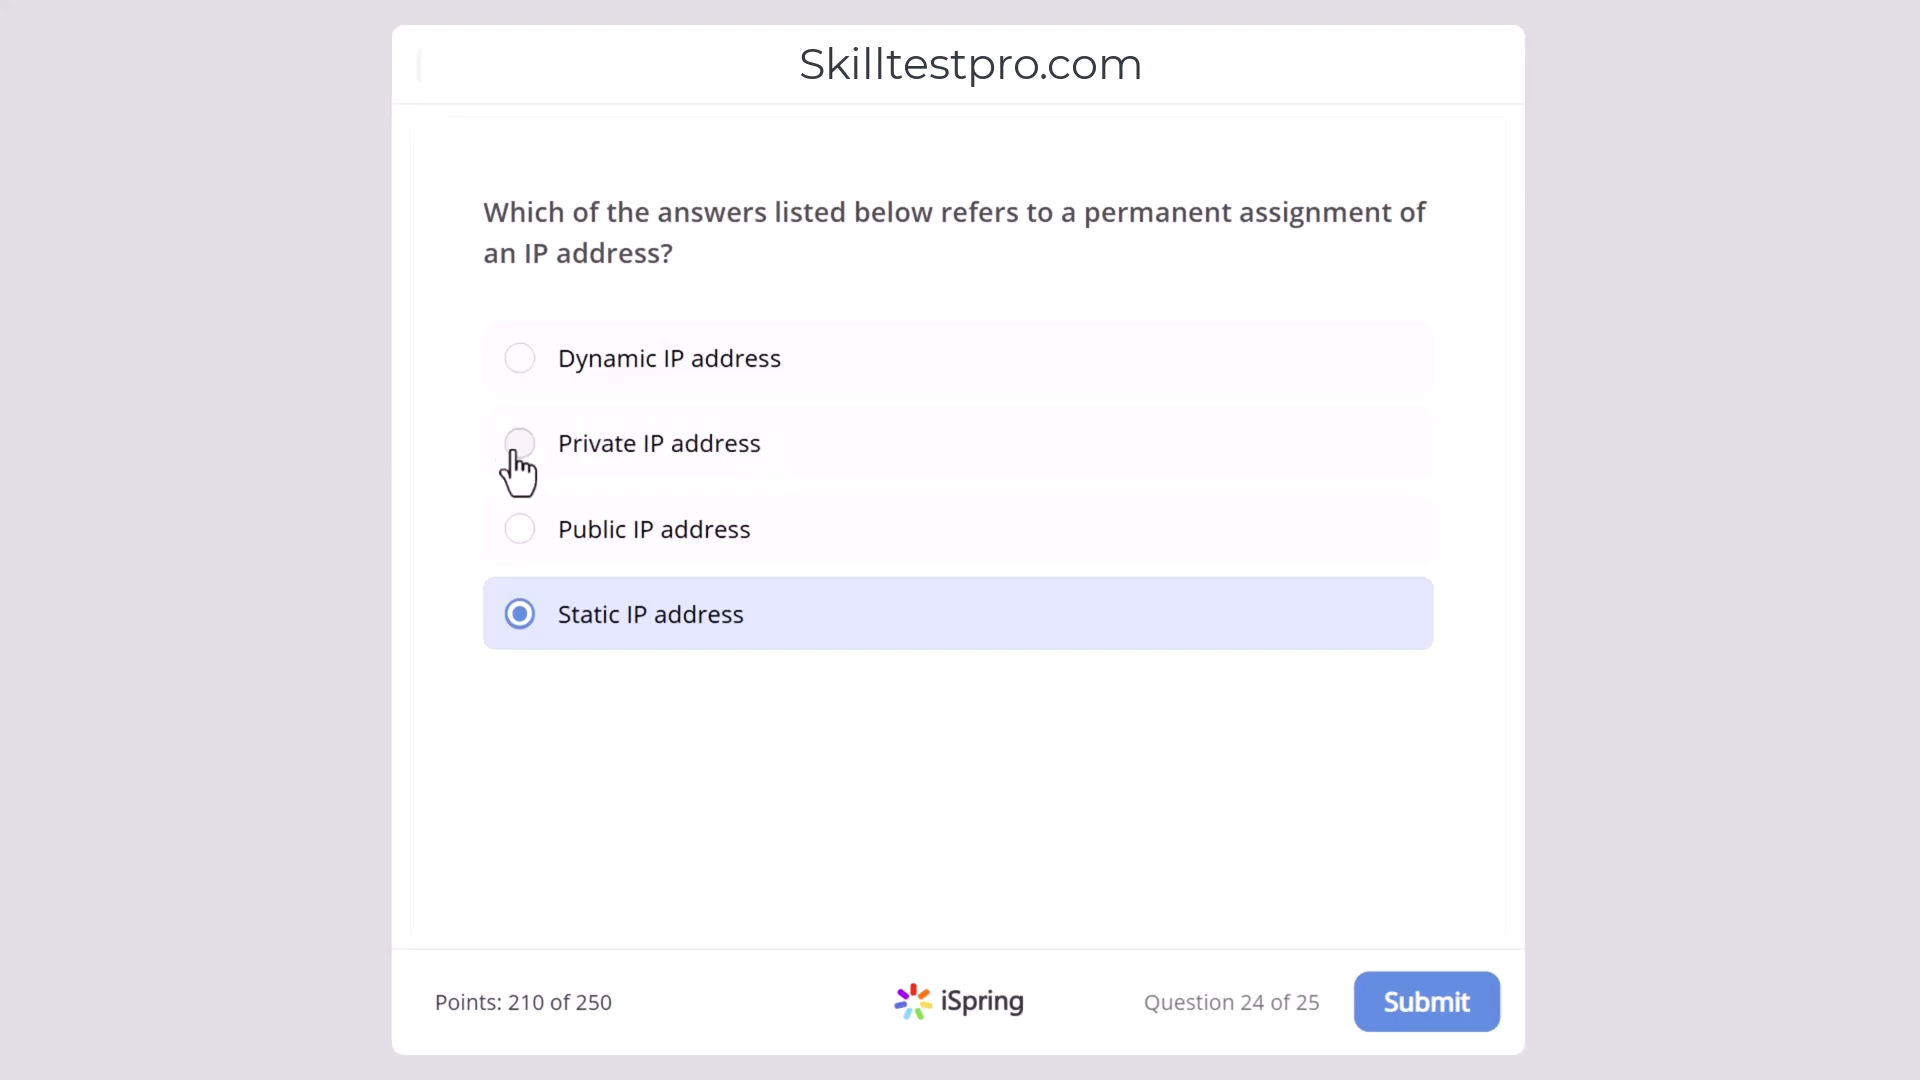 Skilltestpro.com
Which of the answers listed below refers to a permanent assignment of
an IP address?
Dynamic IP address
Private IP address
Public IP address
Static IP address
Points: 210 of 250
iSpring
Question 24 of 25
Submit